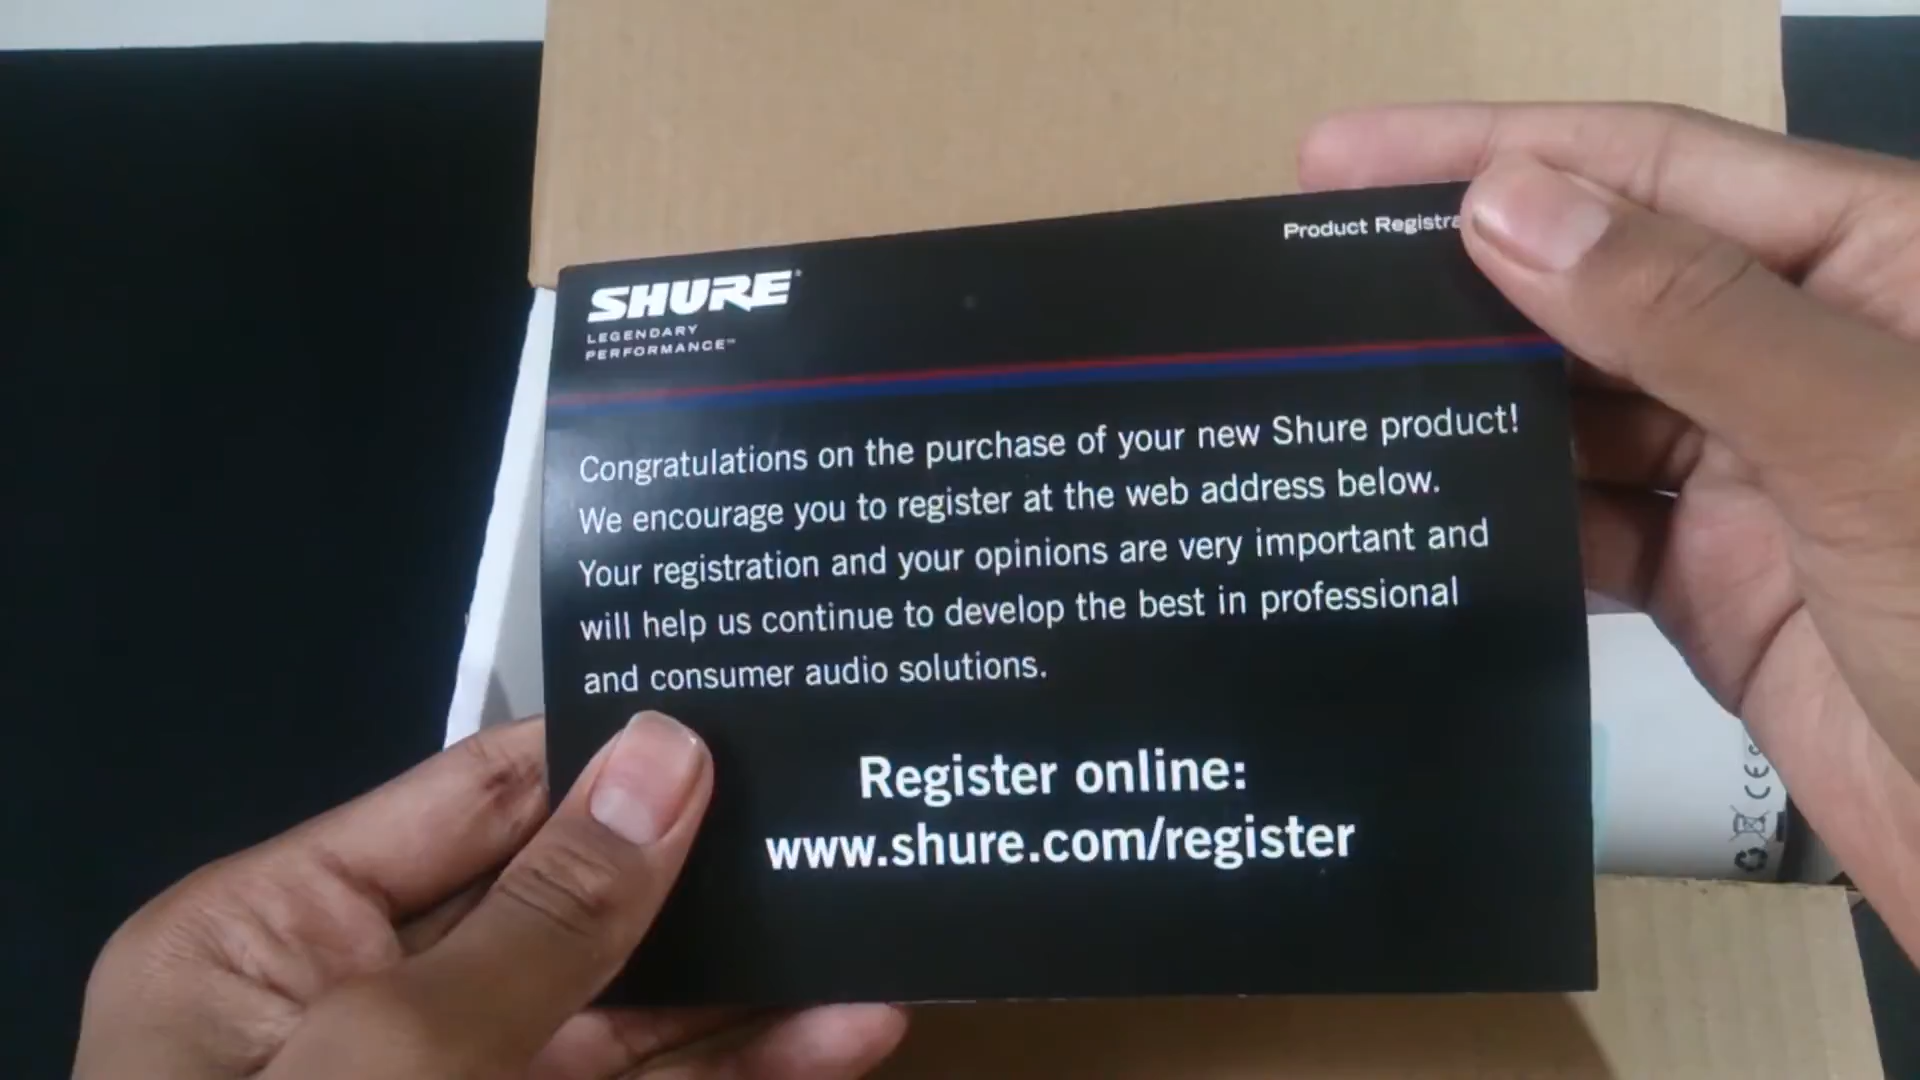 Product
SHURE
LEGENDARY
PERFORMANCE™
Congratulations on the purchase of your new Shure product!
We encourage you to register at the web address below.
Your registration and your opinions are very important and
will help us continue to develop the best in professional
and consumer audio solutions.
Register online:
www.shure.com/register
CE